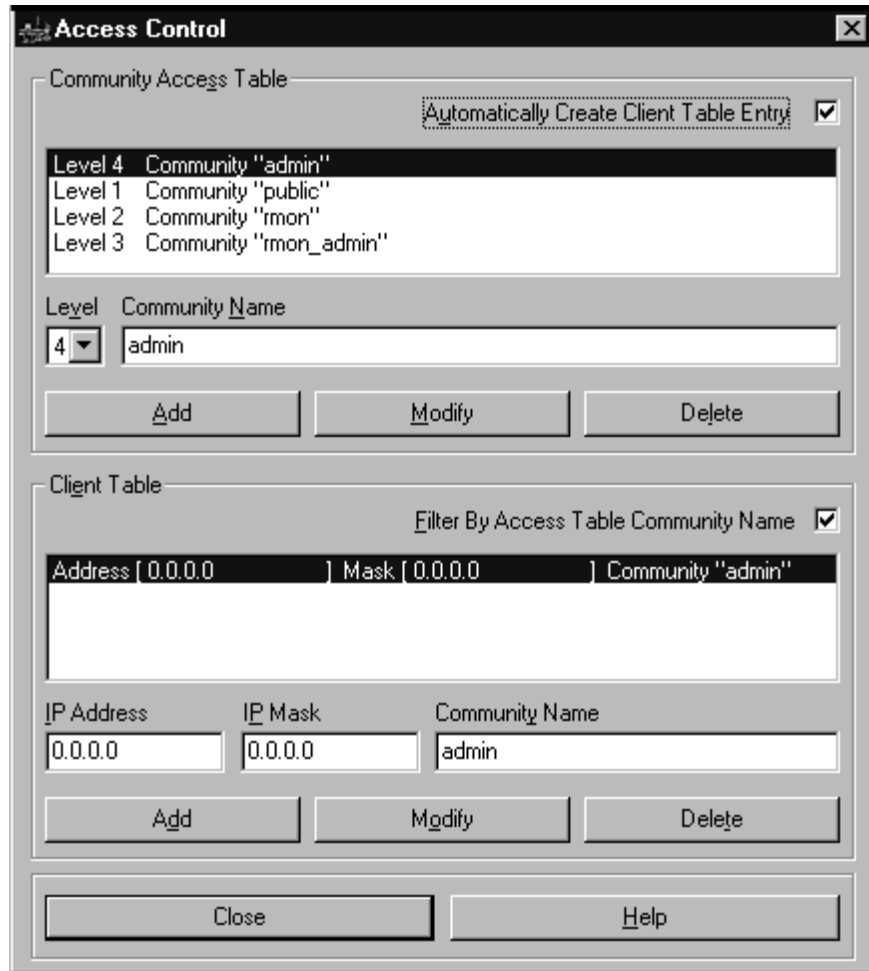 Access Control
Community Access Table
Automatically Create Client Table Entry
Level 4 Community "admin"
Level 1 Community "public"
Level 2 Community "rmon"
Level 3 Community "rmon_admin"
Level Community Name
4 admin
Add Modify Delete
Client Table
Filter By Access Table Community Name
Address [ 0.0.0.0 ] Mask [ 0.0.0.0 ] Community "admin"
IP Address IP Mask Community Name
0.0.0.0 0.0.0.0 admin
Add Modify Delete
Close Help